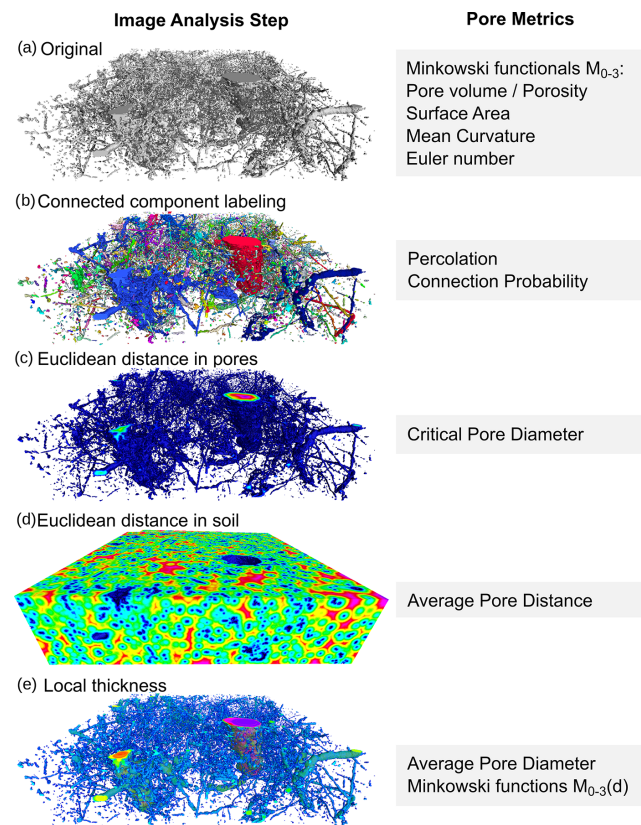 Image Analysis Step
Pore Metrics
(a) Original
Minkowski functionals M₀₋₃:
Pore volume / Porosity
Surface Area
Mean Curvature
Euler number
(b) Connected component labeling
Percolation
Connection Probability
(c) Euclidean distance in pores
Critical Pore Diameter
(d) Euclidean distance in soil
Average Pore Distance
(e) Local thickness
Average Pore Diameter
Minkowski functions M₀₋₃(d)